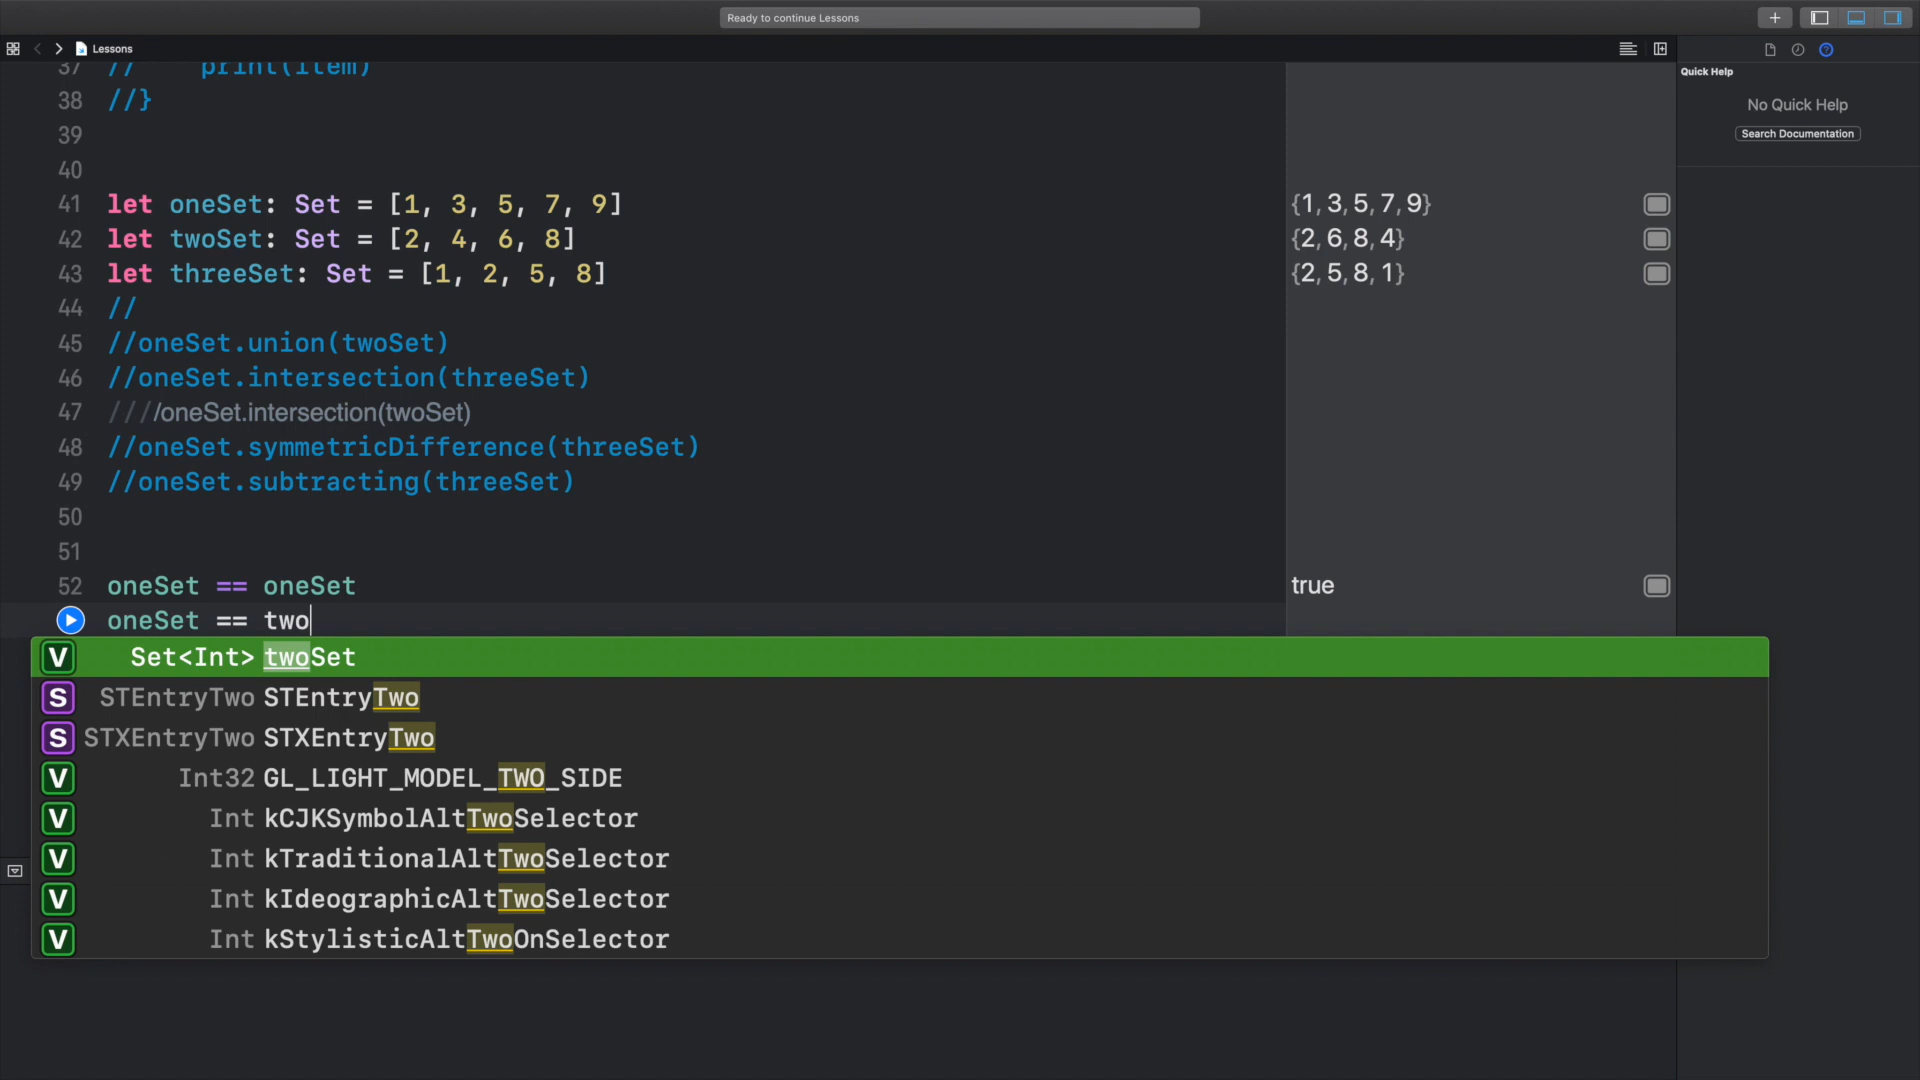 Ready to continue Lessons
Lessons
Quick Help
No Quick Help
Search Documentation
37 //    print(item)
38 //}
39
40
41 let oneSet: Set = [1, 3, 5, 7, 9] {1, 3, 5, 7, 9}
42 let twoSet: Set = [2, 4, 6, 8] {2, 6, 8, 4}
43 let threeSet: Set = [1, 2, 5, 8] {2, 5, 8, 1}
44 //
45 //oneSet.union(twoSet)
46 //oneSet.intersection(threeSet)
47 ////oneSet.intersection(twoSet)
48 //oneSet.symmetricDifference(threeSet)
49 //oneSet.subtracting(threeSet)
50
51
52 oneSet == oneSet true
oneSet == two
V Set<Int> twoSet
S STEntryTwo STEntryTwo
S STXEntryTwo STXEntryTwo
V Int32 GL_LIGHT_MODEL_TWO_SIDE
V Int kCJKSymbolAltTwoSelector
V Int kTraditionalAltTwoSelector
V Int kIdeographicAltTwoSelector
V Int kStylisticAltTwoOnSelector